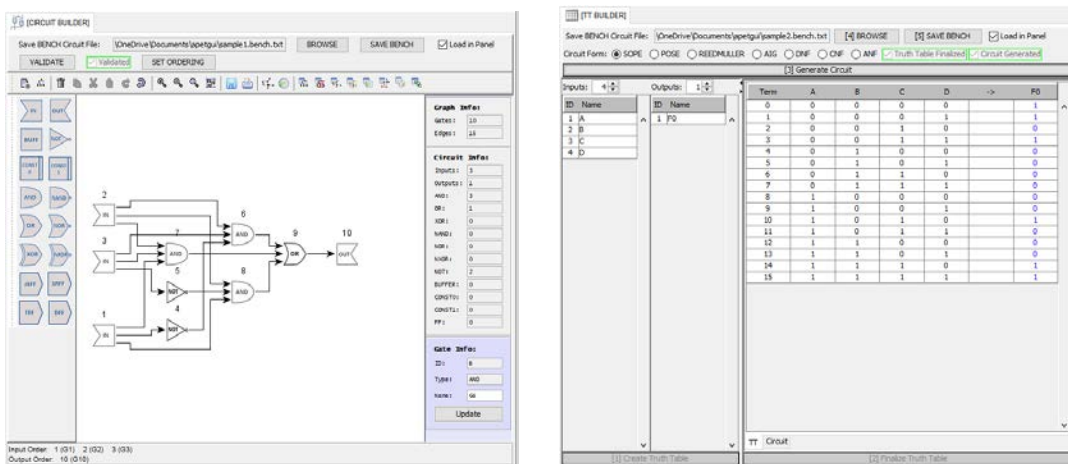 [CIRCUIT BUILDER]
Save BENCH Circuit File: \OneDrive\Documents\apetgui\sample1.bench.txt BROWSE SAVE BENCH Load in Panel
VALIDATE Validated SET ORDERING
IN OUT
BUFF NOT
AND NAND
OR NOR
XOR
2 IN
3 IN
1 IN
7 AND
5 NOT
4 NOT
6 AND
8 AND
9 OR
10 OUT
Graph Info:
Gates: 10
Edges:
Circuit Info:
Inputs: 3
Outputs: 1
AND: 3
OR: 1
XOR: 0
NAND: 0
NOR: 0
NXOR: 0
NOT: 2
BUFFER: 0
CONST0: 0
CONST1: 0
FF: 0
Gate Info:
ID:
Type: AND
Name:
Update
Input Order: 1 (G1) 2 (G2) 3 (G3)
Output Order: 10 (G10)
[TT BUILDER]
Save BENCH Circuit File: \OneDrive\Documents\apetgui\sample2.bench.txt [4] BROWSE [5] SAVE BENCH Load in Panel
Circuit Form: SOPE POSE REEDMULLER AIG DNF CNF ANF Truth Table Finalized Circuit Generated
[3] Generate Circuit
Inputs: 4 Outputs: 1
ID Name ID Name
1 A 1 F0
2 B
3 C
4 D
Term A B C D -> F0
0 0 0 0 0 1
1 0 0 0 1 1
2 0 0 1 0 0
3 0 0 1 1 1
4 0 1 0 0 0
5 0 1 0 1 0
6 0 1 1 0 0
7 0 1 1 1 1
8 1 0 0 0 0
9 1 0 0 1 0
10 1 0 1 0 1
11 1 0 1 1 0
12 1 1 0 0 0
13 1 1 0 1 0
14 1 1 1 0 1
15 1 1 1 1 1
TT Circuit
[1] Create Truth Table [2] Finalize Truth Table